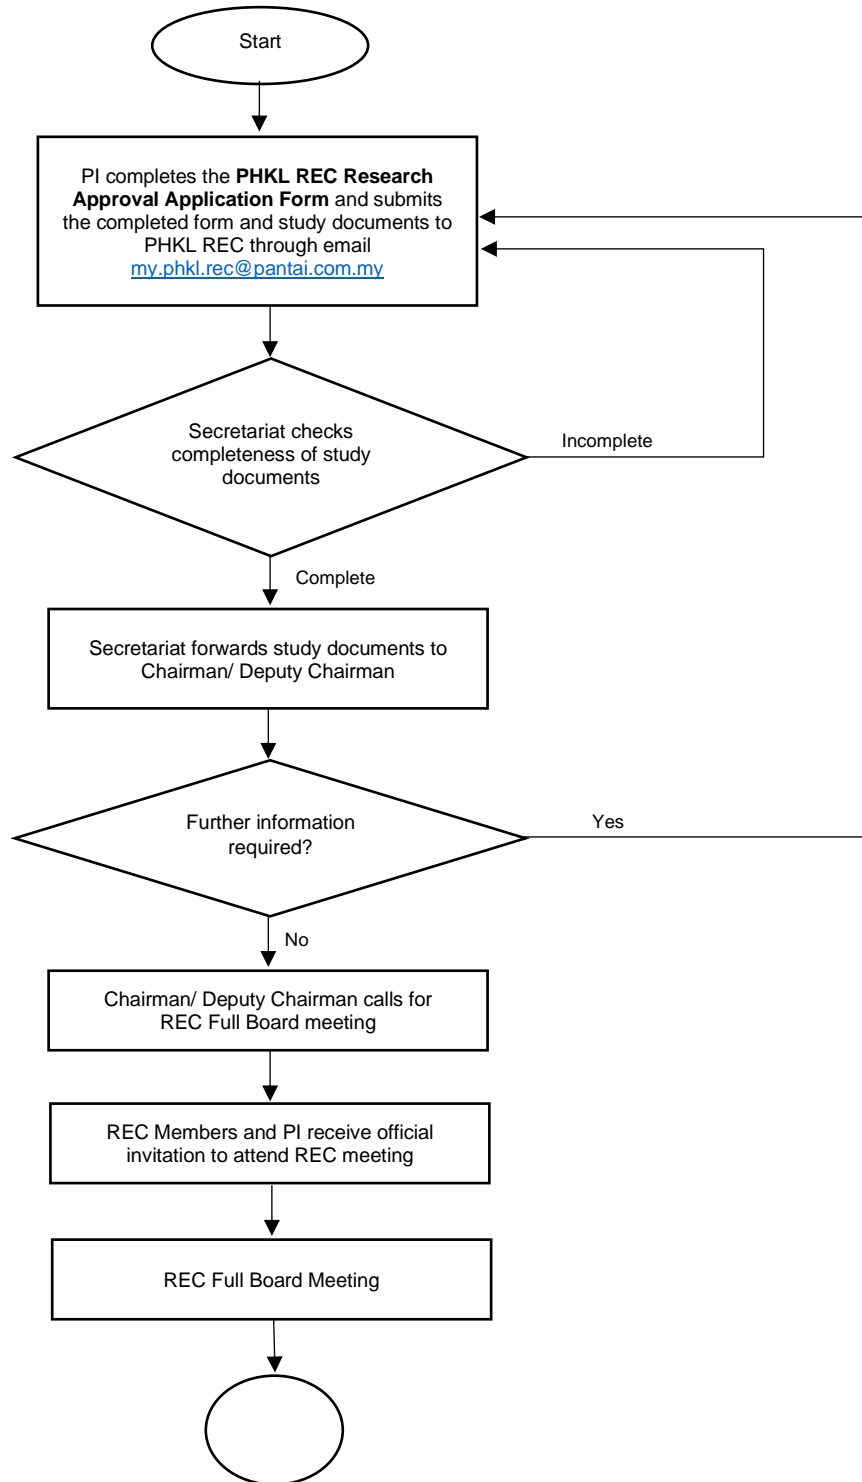 Start
PI completes the PHKL REC Research
Approval Application Form and submits
the completed form and study documents to
PHKL REC through email
my.phkl.rec@pantai.com.my
Secretariat checks
completeness of study
documents
Incomplete
Complete
Secretariat forwards study documents to
Chairman/ Deputy Chairman
Further information
required?
Yes
No
Chairman/ Deputy Chairman calls for
REC Full Board meeting
REC Members and PI receive official
invitation to attend REC meeting
REC Full Board Meeting